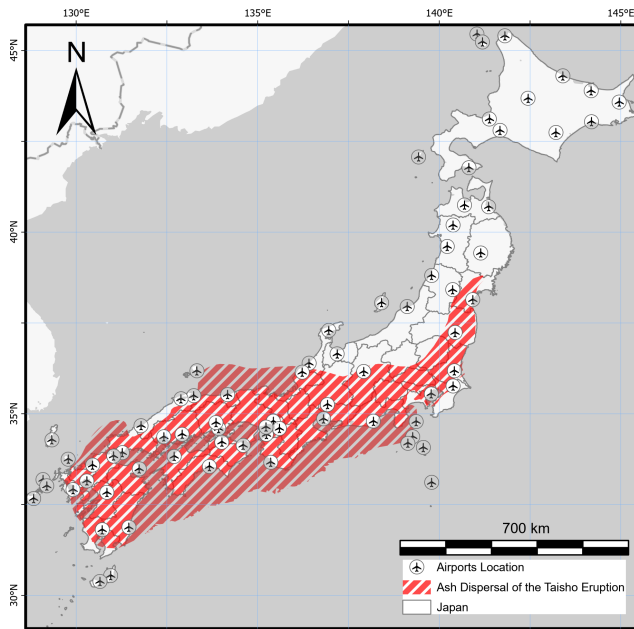 130°E 135°E 140°E 145°E
N
45°N
40°N
35°N
30°N
700 km
Airports Location
Ash Dispersal of the Taisho Eruption
Japan